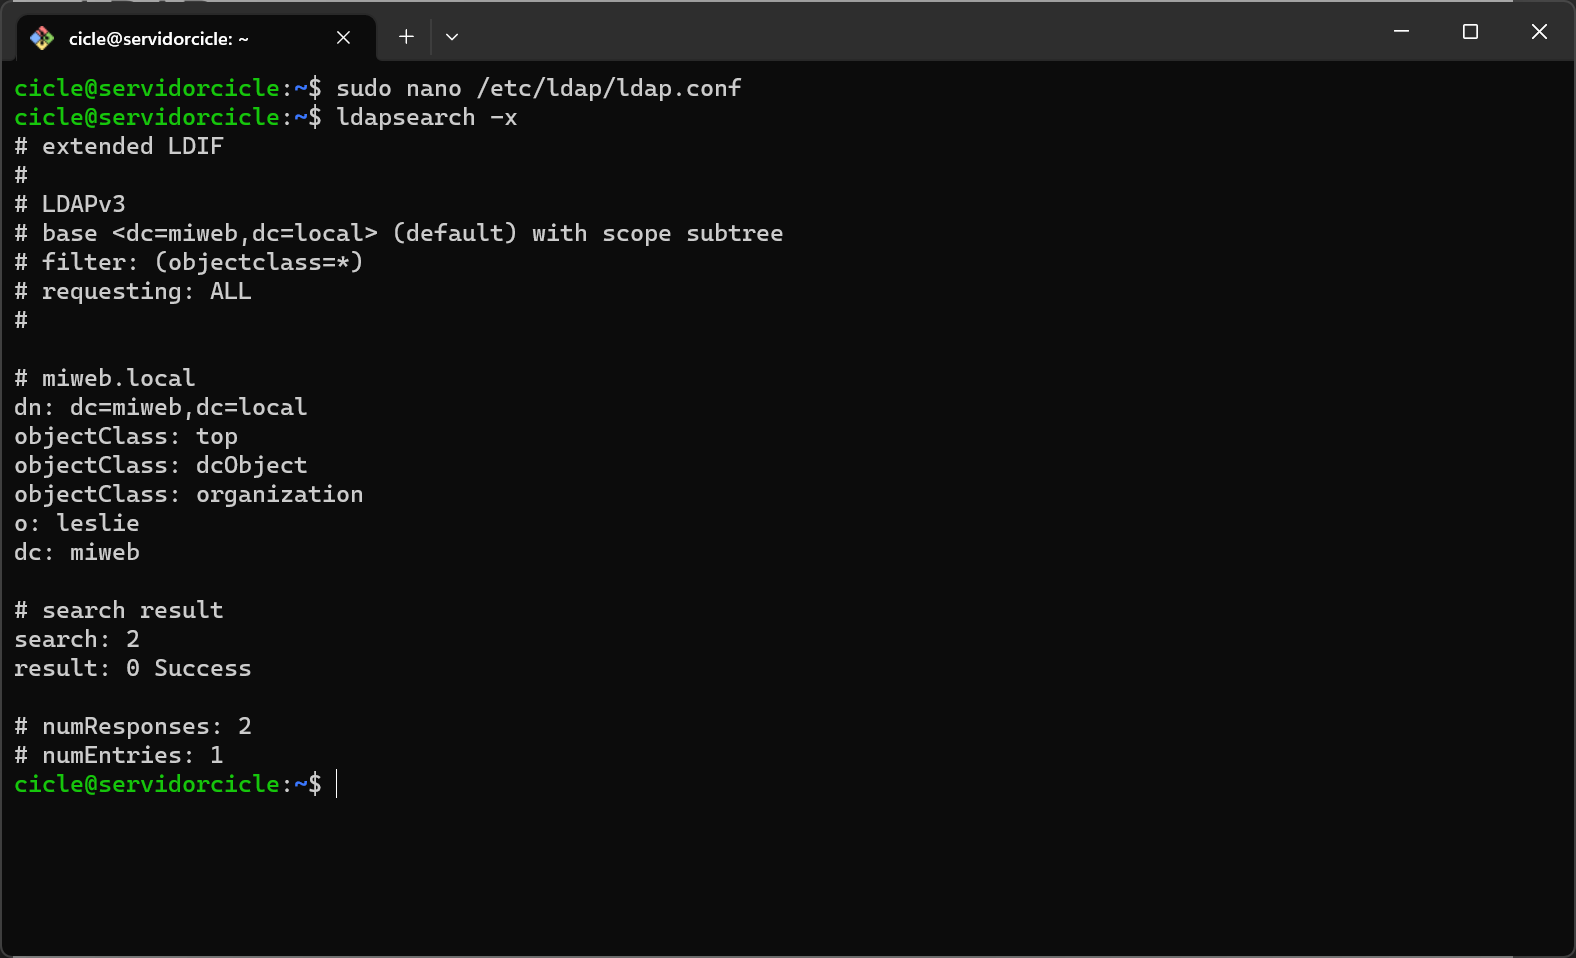 cicle@servidorcicle: ~
cicle@servidorcicle:~$ sudo nano /etc/ldap/ldap.conf
cicle@servidorcicle:~$ ldapsearch -x
# extended LDIF
#
# LDAPv3
# base <dc=miweb,dc=local> (default) with scope subtree
# filter: (objectclass=*)
# requesting: ALL
#
# miweb.local
dn: dc=miweb,dc=local
objectClass: top
objectClass: dcObject
objectClass: organization
o: leslie
dc: miweb
# search result
search: 2
result: 0 Success
# numResponses: 2
# numEntries: 1
cicle@servidorcicle:~$